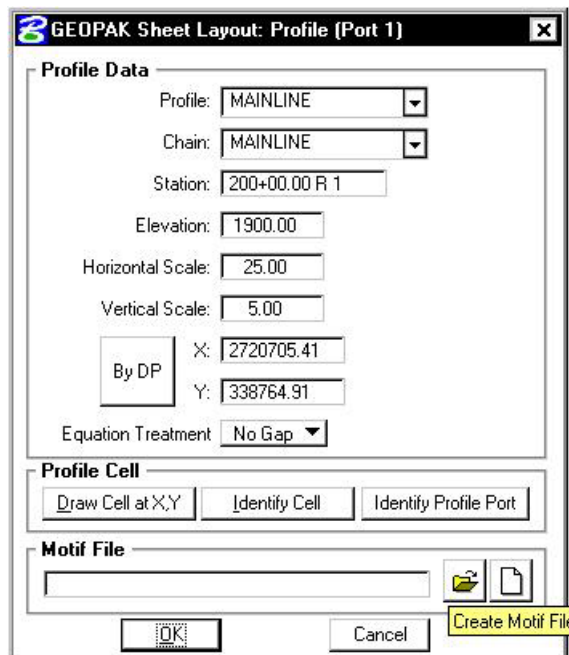 GEOPAK Sheet Layout: Profile (Port 1)
Profile Data
Profile: MAINLINE
Chain: MAINLINE
Station: 200+00.00 R 1
Elevation: 1900.00
Horizontal Scale: 25.00
Vertical Scale: 5.00
By DP
X: 2720705.41
Y: 338764.91
Equation Treatment No Gap
Profile Cell
Draw Cell at X,Y Identify Cell Identify Profile Port
Motif File
Create Motif File
OK Cancel